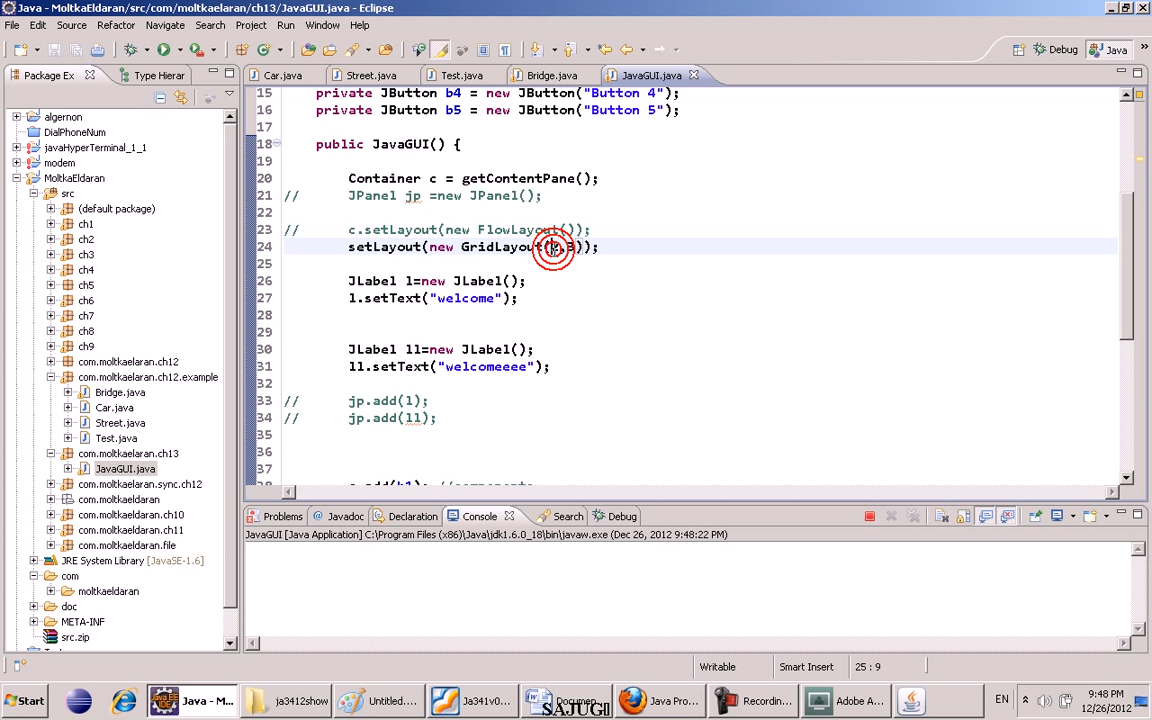 Java - MoltkaEldaran/src/com/moltkaelaran/ch13/JavaGUI.java - Eclipse
File Edit Source Refactor Navigate Search Project Run Window Help
Debug Java
Package Ex Type Hierar
Car.java Street.java Test.java Bridge.java JavaGUI.java
algernon
DialPhoneNum
javaHyperTerminal_1_1
modem
MoltkaEldaran
src
(default package)
ch1
ch2
ch3
ch4
ch5
ch6
ch7
ch8
ch9
com.moltkaelaran.ch12
com.moltkaelaran.ch12.example
Bridge.java
Car.java
Street.java
Test.java
com.moltkaelaran.ch13
JavaGUI.java
com.moltkaelaran.sync.ch12
com.moltkaeldaran
com.moltkaeldaran.ch10
com.moltkaeldaran.ch11
com.moltkaeldaran.file
JRE System Library [JavaSE-1.6]
com
moltkaeldaran
doc
META-INF
src.zip
15 private JButton b4 = new JButton("Button 4");
16 private JButton b5 = new JButton("Button 5");
17
18 public JavaGUI() {
19
20 Container c = getContentPane();
21 // JPanel jp =new JPanel();
22
23 // c.setLayout(new FlowLayout());
24 setLayout(new GridLayout( ,3));
25
26 JLabel l=new JLabel();
27 l.setText("welcome");
28
29
30 JLabel ll=new JLabel();
31 ll.setText("welcomeeee");
32
33 // jp.add(l);
34 // jp.add(ll);
35
36
37
Problems Javadoc Declaration Console Search Debug
JavaGUI [Java Application] C:\Program Files (x86)\Java\jdk1.6.0_18\bin\javaw.exe (Dec 26, 2012 9:48:22 PM)
Writable Smart Insert 25 : 9
Start Java - M... ja3412show Untitled.... Ja341v0... Docum... Java Pro... Recording... Adobe A... EN 9:48 PM
12/26/2012
SAJUGI